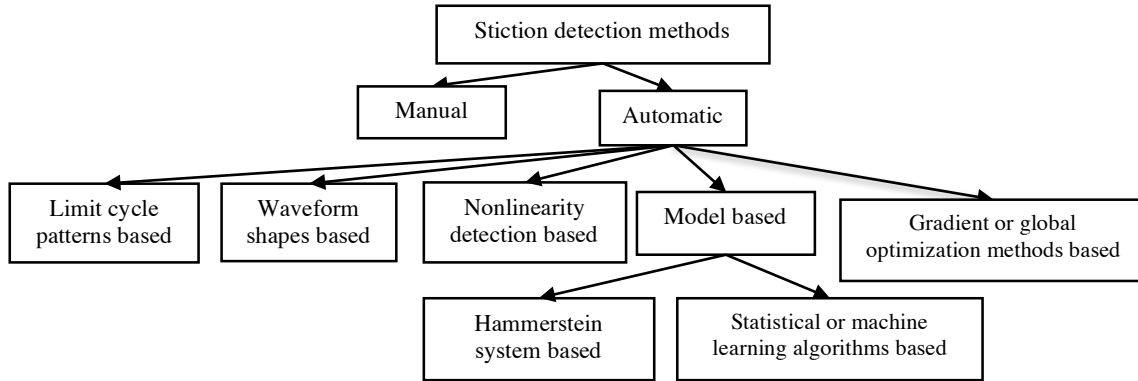 Stiction detection methods
Manual
Automatic
Limit cycle
patterns based
Waveform
shapes based
Nonlinearity
detection based
Model based
Gradient or global
optimization methods based
Hammerstein
system based
Statistical or machine
learning algorithms based